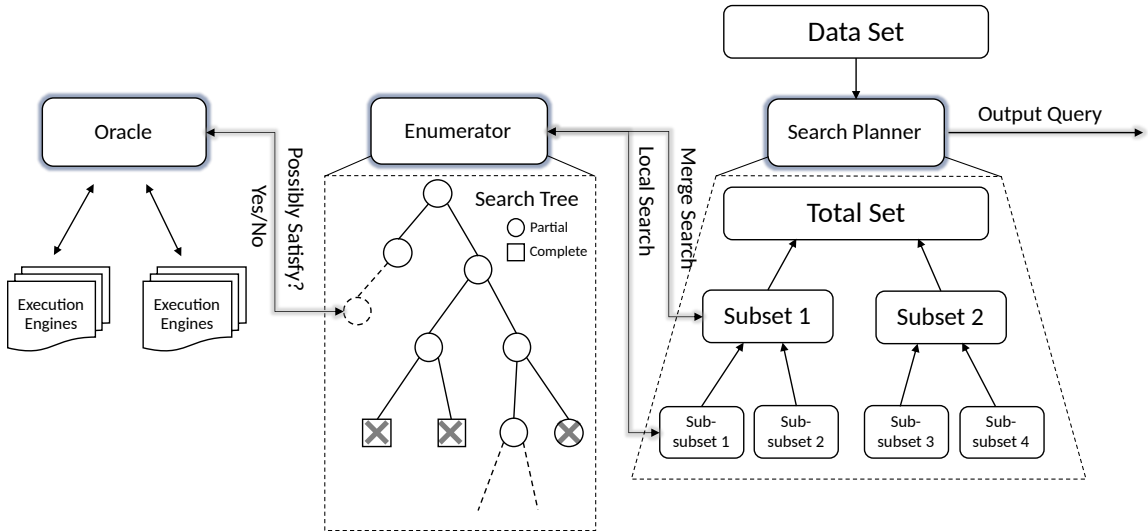 Data Set
Oracle
Enumerator
Search Planner
Output Query
Possibly Satisfy?
Yes/No
Local Search
Merge Search
Search Tree
Partial
Complete
Total Set
Execution
Engines
Execution
Engines
Subset 1
Subset 2
Sub-
subset 1
Sub-
subset 2
Sub-
subset 3
Sub-
subset 4